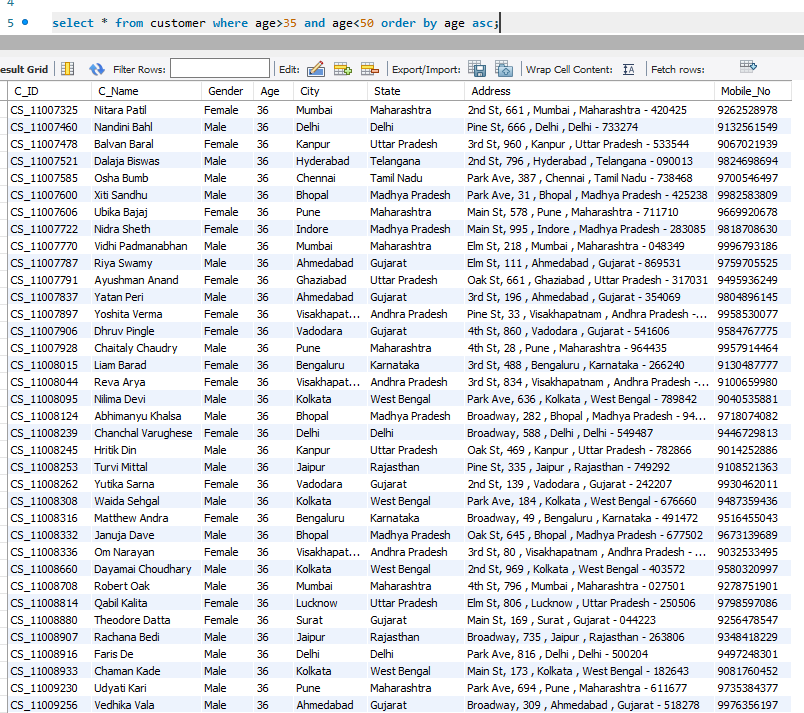 4
5 select * from customer where age>35 and age<50 order by age asc;
esult Grid Filter Rows: Edit: Export/Import: Wrap Cell Content: IA Fetch rows:
C_ID C_Name Gender Age City State Address Mobile_No
CS_11007325 Nitara Patil Female 36 Mumbai Maharashtra 2nd St, 661 , Mumbai , Maharashtra - 420425 9262528978
CS_11007460 Nandini Bahl Male 36 Delhi Delhi Pine St, 666 , Delhi , Delhi - 733274 9132561549
CS_11007478 Balvan Baral Female 36 Kanpur Uttar Pradesh 3rd St, 960 , Kanpur , Uttar Pradesh - 533544 9067021939
CS_11007521 Dalaja Biswas Male 36 Hyderabad Telangana 2nd St, 796 , Hyderabad , Telangana - 090013 9824698694
CS_11007585 Osha Bumb Male 36 Chennai Tamil Nadu Park Ave, 387 , Chennai , Tamil Nadu - 738468 9700546497
CS_11007600 Xiti Sandhu Male 36 Bhopal Madhya Pradesh Park Ave, 31 , Bhopal , Madhya Pradesh - 425238 9982583809
CS_11007606 Ubika Bajaj Female 36 Pune Maharashtra Main St, 578 , Pune , Maharashtra - 711710 9669920678
CS_11007722 Nidra Sheth Female 36 Indore Madhya Pradesh Main St, 995 , Indore , Madhya Pradesh - 283085 9818708630
CS_11007770 Vidhi Padmanabhan Male 36 Mumbai Maharashtra Elm St, 218 , Mumbai , Maharashtra - 048349 9996793186
CS_11007787 Riya Swamy Male 36 Ahmedabad Gujarat Elm St, 111 , Ahmedabad , Gujarat - 869531 9759705525
CS_11007791 Ayushman Anand Female 36 Ghaziabad Uttar Pradesh Oak St, 661 , Ghaziabad , Uttar Pradesh - 317031 9495936249
CS_11007837 Yatan Peri Male 36 Ahmedabad Gujarat 3rd St, 196 , Ahmedabad , Gujarat - 354069 9804896145
CS_11007897 Yoshita Verma Female 36 Visakhapat... Andhra Pradesh Pine St, 33 , Visakhapatnam , Andhra Pradesh -... 9958530077
CS_11007906 Dhruv Pingle Female 36 Vadodara Gujarat 4th St, 860 , Vadodara , Gujarat - 541606 9584767775
CS_11007928 Chaitaly Chaudry Male 36 Pune Maharashtra 4th St, 28 , Pune , Maharashtra - 964435 9957914464
CS_11008015 Liam Barad Female 36 Bengaluru Karnataka 3rd St, 488 , Bengaluru , Karnataka - 266240 9130487777
CS_11008044 Reva Arya Female 36 Visakhapat... Andhra Pradesh 3rd St, 834 , Visakhapatnam , Andhra Pradesh -... 9100659980
CS_11008095 Nilima Devi Male 36 Kolkata West Bengal Park Ave, 636 , Kolkata , West Bengal - 789842 9040535881
CS_11008124 Abhimanyu Khalsa Male 36 Bhopal Madhya Pradesh Broadway, 282 , Bhopal , Madhya Pradesh - 94... 9718074082
CS_11008239 Chanchal Varughese Female 36 Delhi Delhi Broadway, 588 , Delhi , Delhi - 549487 9446729813
CS_11008245 Hritik Din Male 36 Kanpur Uttar Pradesh Oak St, 469 , Kanpur , Uttar Pradesh - 782866 9014252886
CS_11008253 Turvi Mittal Male 36 Jaipur Rajasthan Pine St, 335 , Jaipur , Rajasthan - 749292 9108521363
CS_11008262 Yutika Sarna Female 36 Vadodara Gujarat 2nd St, 139 , Vadodara , Gujarat - 242207 9930462011
CS_11008308 Waida Sehgal Male 36 Kolkata West Bengal Park Ave, 184 , Kolkata , West Bengal - 676660 9487359436
CS_11008316 Matthew Andra Female 36 Bengaluru Karnataka Broadway, 49 , Bengaluru , Karnataka - 491472 9516455043
CS_11008332 Januja Dave Male 36 Bhopal Madhya Pradesh Oak St, 645 , Bhopal , Madhya Pradesh - 677502 9673139689
CS_11008336 Om Narayan Female 36 Visakhapat... Andhra Pradesh 3rd St, 80 , Visakhapatnam , Andhra Pradesh - ... 9032533495
CS_11008660 Dayamai Choudhary Male 36 Kolkata West Bengal 2nd St, 969 , Kolkata , West Bengal - 403572 9580320997
CS_11008708 Robert Oak Male 36 Mumbai Maharashtra 4th St, 796 , Mumbai , Maharashtra - 027501 9278751901
CS_11008814 Qabil Kalita Female 36 Lucknow Uttar Pradesh Elm St, 806 , Lucknow , Uttar Pradesh - 250506 9798597086
CS_11008880 Theodore Datta Female 36 Surat Gujarat Main St, 169 , Surat , Gujarat - 044223 9256478547
CS_11008907 Rachana Bedi Male 36 Jaipur Rajasthan Broadway, 735 , Jaipur , Rajasthan - 263806 9348418229
CS_11008916 Faris De Male 36 Delhi Delhi Park Ave, 816 , Delhi , Delhi - 500204 9497248301
CS_11008933 Chaman Kade Male 36 Kolkata West Bengal Main St, 173 , Kolkata , West Bengal - 182643 9081760452
CS_11009230 Udyati Kari Male 36 Pune Maharashtra Park Ave, 694 , Pune , Maharashtra - 611677 9735384377
CS_11009256 Vedhika Vala Male 36 Ahmedabad Gujarat Broadway, 309 , Ahmedabad , Gujarat - 518278 9976356197